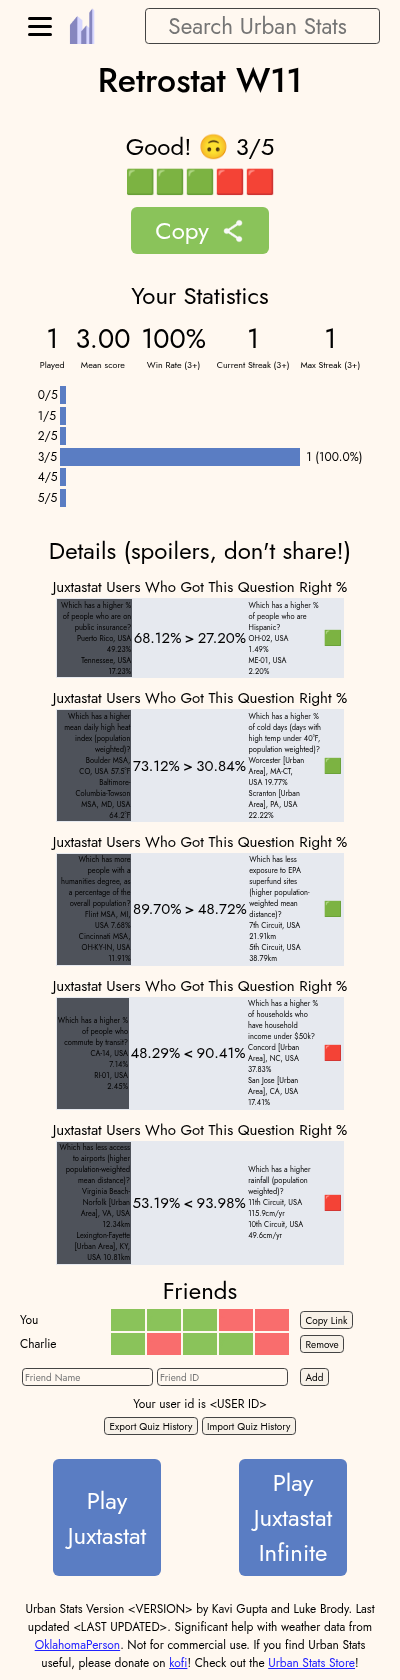 Search Urban Stats
Retrostat W11
Good! 🙃 3/5
🟩🟩🟩🟥🟥
Copy
Your Statistics
1 3.00 100% 1 1
Played Mean score Win Rate (3+) Current Streak (3+) Max Streak (3+)
0/5
1/5
2/5
3/5 1 (100.0%)
4/5
5/5
Details (spoilers, don't share!)
Juxtastat Users Who Got This Question Right %
Which has a higher %
of people who are on
public insurance?
Puerto Rico, USA
49.23%
Tennessee, USA
17.23%
68.12% > 27.20%
Which has a higher %
of people who are
Hispanic?
OH-02, USA
1.49%
ME-01, USA
2.20%
🟩
Juxtastat Users Who Got This Question Right %
Which has a higher
mean daily high heat
index (population
weighted)?
Boulder MSA,
CO, USA 57.5°F
Baltimore-
Columbia-Towson
MSA, MD, USA
64.2°F
73.12% > 30.84%
Which has a higher %
of cold days (days with
high temp under 40°F,
population weighted)?
Worcester [Urban
Area], MA-CT,
USA 19.77%
Scranton [Urban
Area], PA, USA
22.22%
🟩
Juxtastat Users Who Got This Question Right %
Which has more
people with a
humanities degree, as
a percentage of the
overall population?
Flint MSA, MI,
USA 7.68%
Cincinnati MSA,
OH-KY-IN, USA
11.91%
89.70% > 48.72%
Which has less
exposure to EPA
superfund sites
(higher population-
weighted mean
distance)?
7th Circuit, USA
21.91km
5th Circuit, USA
38.79km
🟩
Juxtastat Users Who Got This Question Right %
Which has a higher %
of people who
commute by transit?
CA-14, USA
7.14%
RI-01, USA
2.45%
48.29% < 90.41%
Which has a higher %
of households who
have household
income under $50k?
Concord [Urban
Area], NC, USA
37.83%
San Jose [Urban
Area], CA, USA
17.41%
🟥
Juxtastat Users Who Got This Question Right %
Which has less access
to airports (higher
population-weighted
mean distance)?
Virginia Beach-
Norfolk [Urban
Area], VA, USA
12.34km
Lexington-Fayette
[Urban Area], KY,
USA 10.81km
53.19% < 93.98%
Which has a higher
rainfall (population
weighted)?
11th Circuit, USA
115.9cm/yr
10th Circuit, USA
49.6cm/yr
🟥
Friends
You Copy Link
Charlie Remove
Friend Name Friend ID Add
Your user id is <USER ID>
Export Quiz History Import Quiz History
Play
Juxtastat
Play
Juxtastat
Infinite
Urban Stats Version <VERSION> by Kavi Gupta and Luke Brody. Last
updated <LAST UPDATED>. Significant help with weather data from
OklahomaPerson. Not for commercial use. If you find Urban Stats
useful, please donate on kofi! Check out the Urban Stats Store!